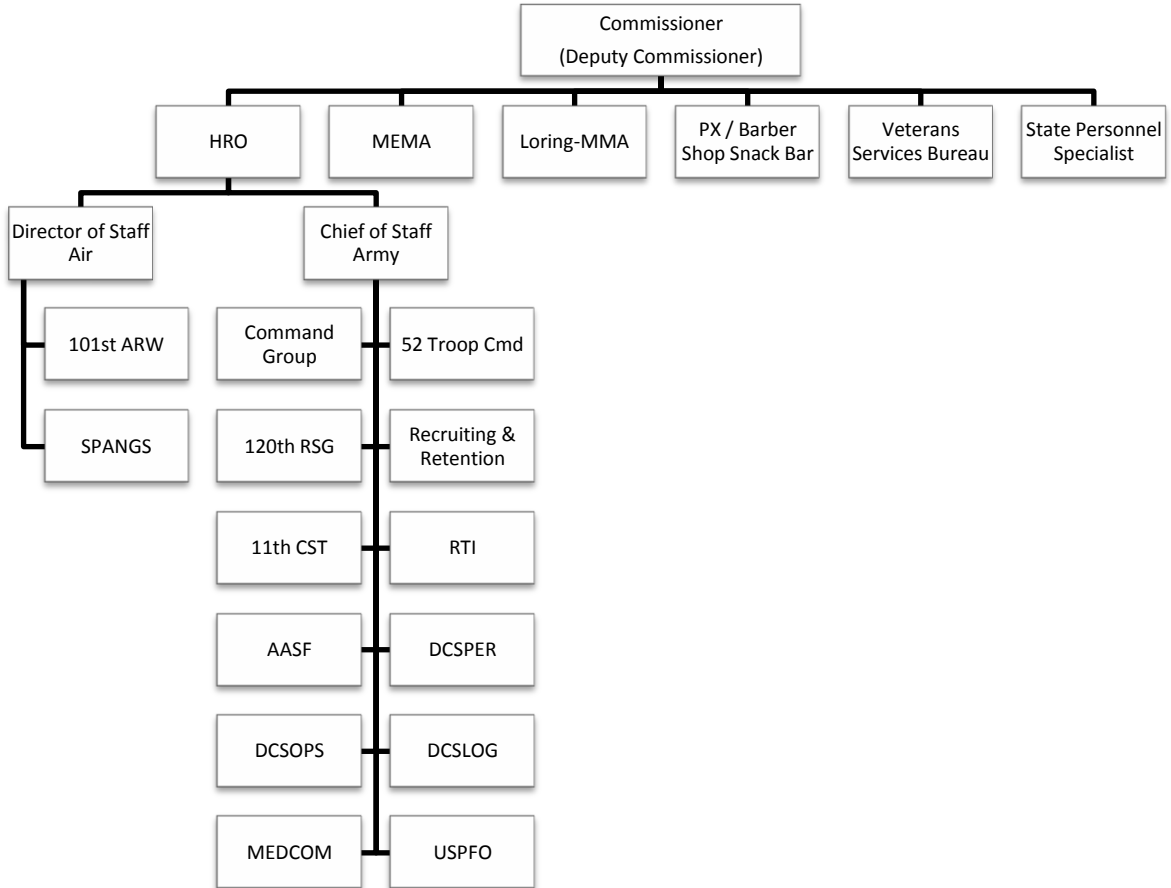 Commissioner
(Deputy Commissioner)
HRO
MEMA
Loring-MMA
PX / Barber
Shop Snack Bar
Veterans
Services Bureau
State Personnel
Specialist
Director of Staff
Air
Chief of Staff
Army
101st ARW
SPANGS
Command
Group
52 Troop Cmd
120th RSG
Recruiting &
Retention
11th CST
RTI
AASF
DCSPER
DCSOPS
DCSLOG
MEDCOM
USPFO